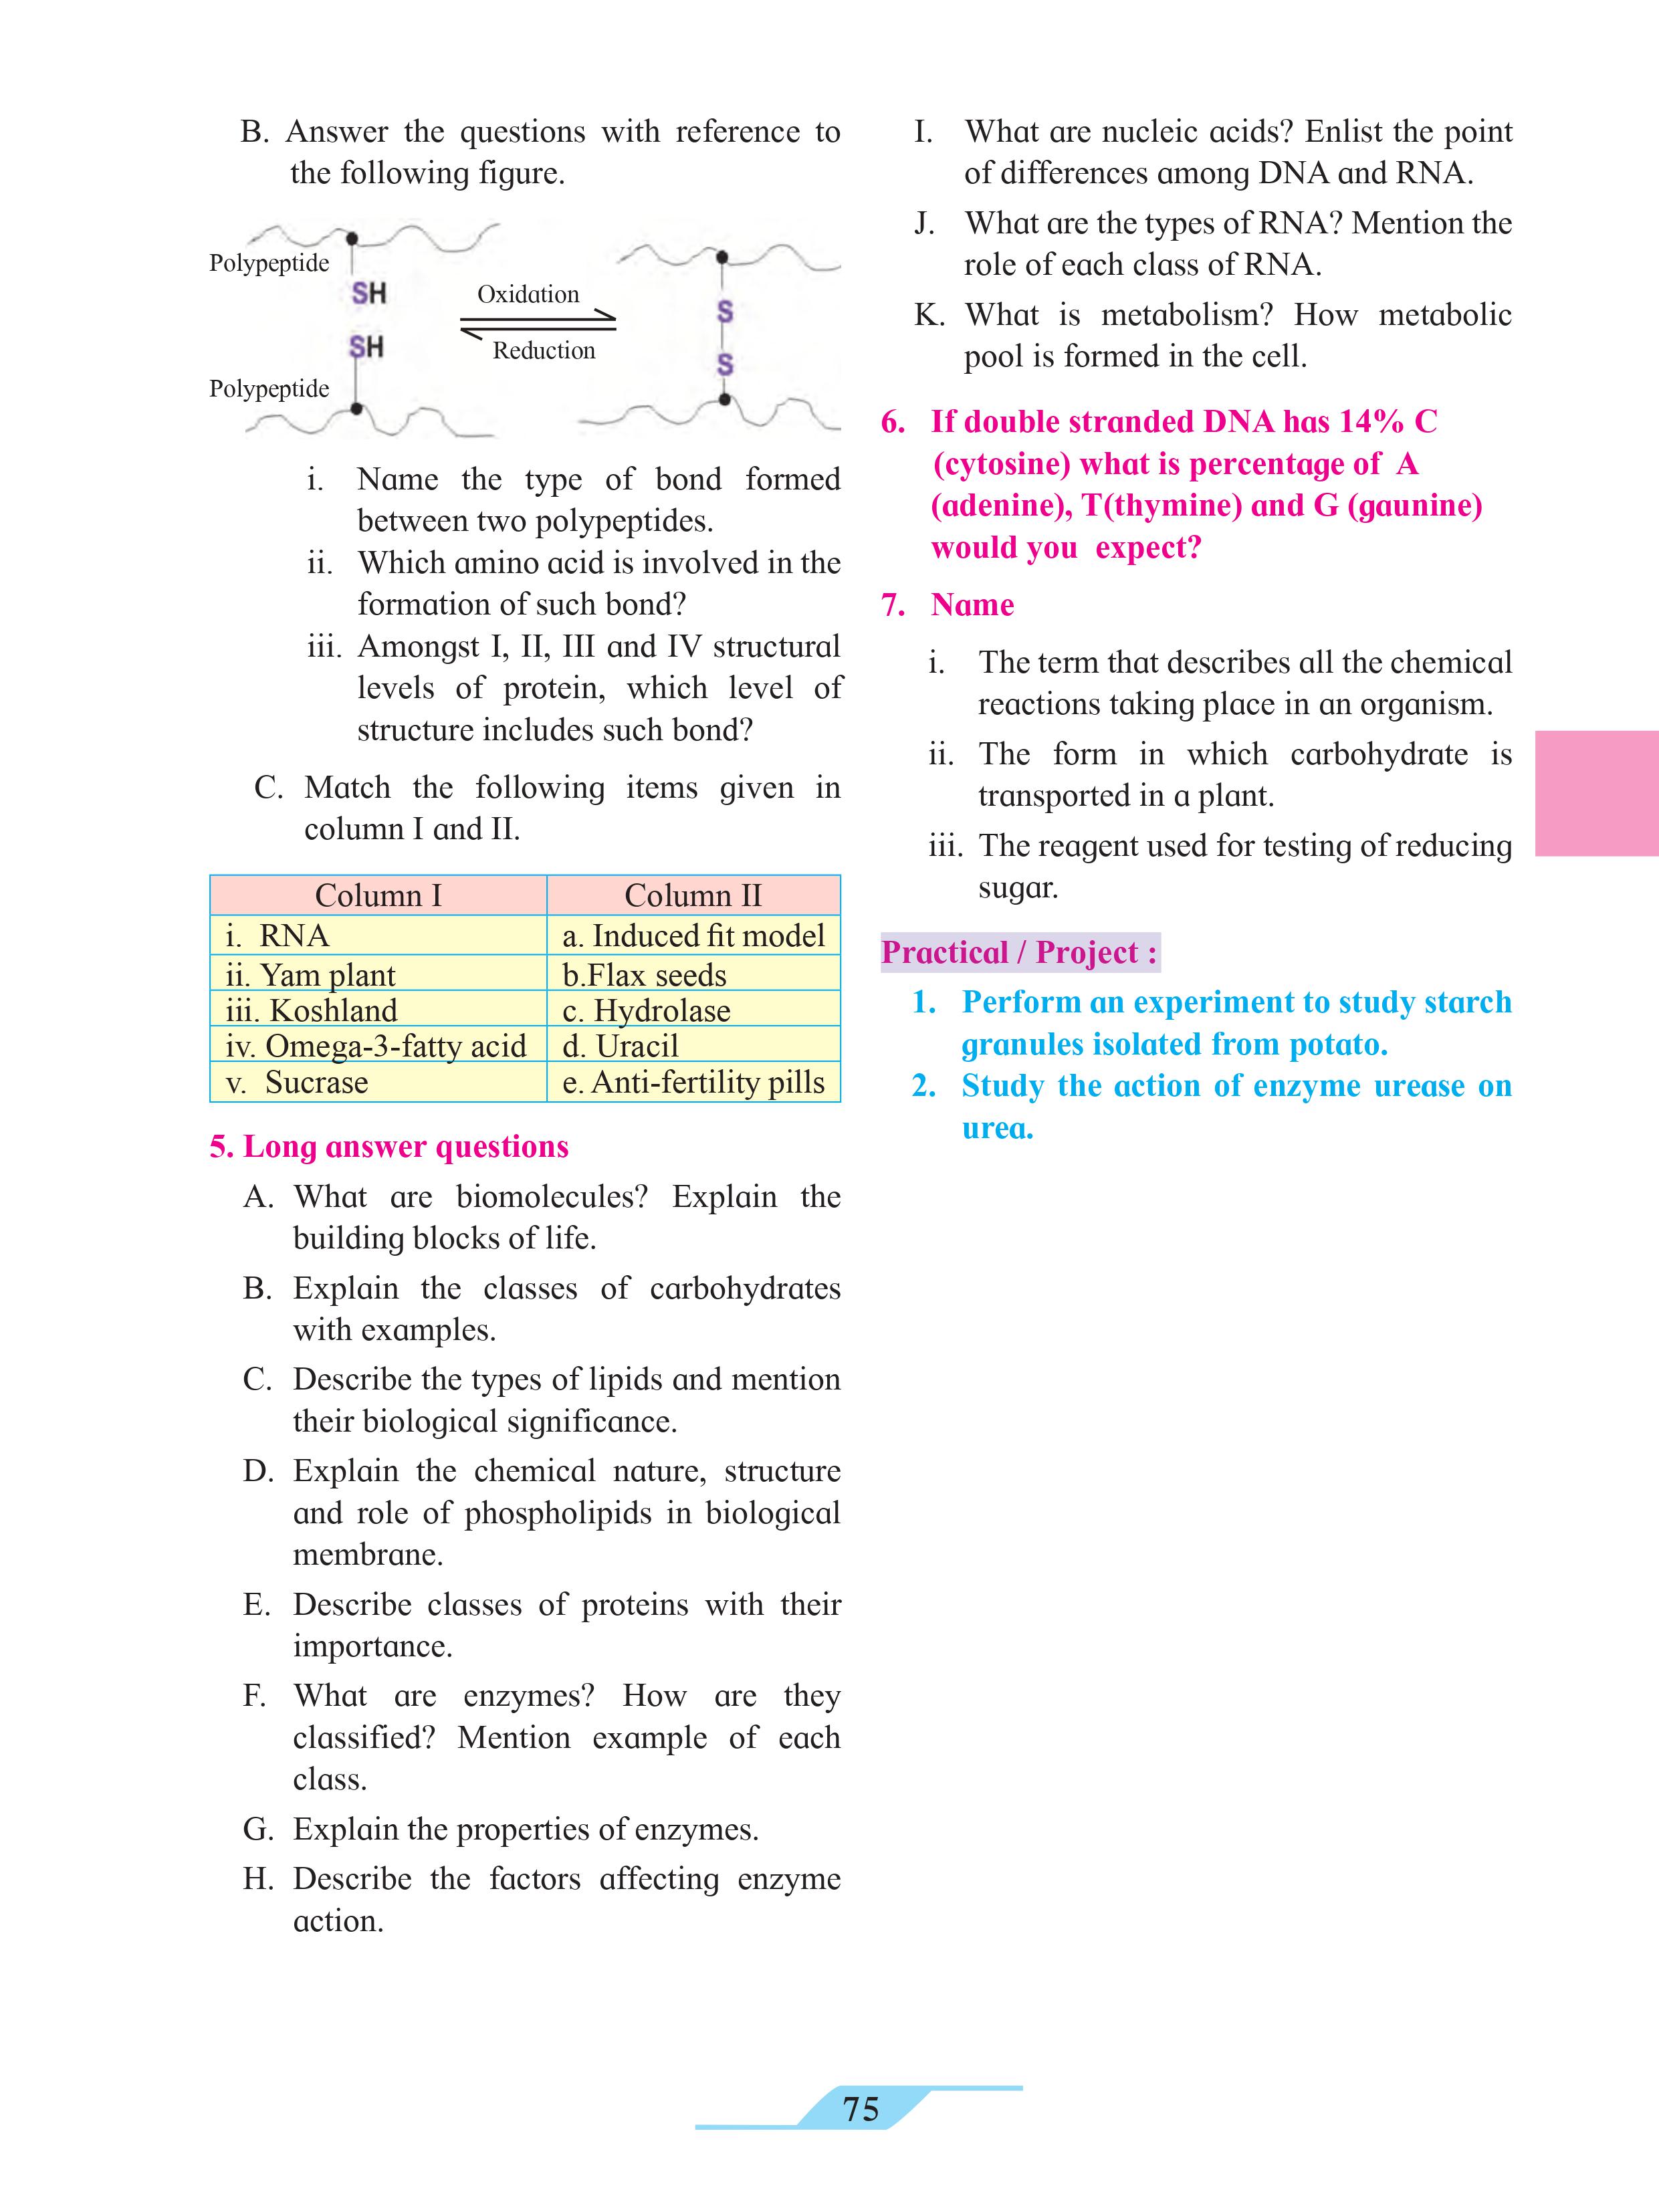 B. Answer the questions with reference to
the following figure.
Polypeptide
SH
Oxidation
Reduction
SH
Polypeptide
S
S
i. Name the type of bond formed
between two polypeptides.
ii. Which amino acid is involved in the
formation of such bond?
iii. Amongst I, II, III and IV structural
levels of protein, which level of
structure includes such bond?
C. Match the following items given in
column I and II.
Column I Column II
i. RNA a. Induced fit model
ii. Yam plant b.Flax seeds
iii. Koshland c. Hydrolase
iv. Omega-3-fatty acid d. Uracil
v. Sucrase e. Anti-fertility pills
5. Long answer questions
A. What are biomolecules? Explain the
building blocks of life.
B. Explain the classes of carbohydrates
with examples.
C. Describe the types of lipids and mention
their biological significance.
D. Explain the chemical nature, structure
and role of phospholipids in biological
membrane.
E. Describe classes of proteins with their
importance.
F. What are enzymes? How are they
classified? Mention example of each
class.
G. Explain the properties of enzymes.
H. Describe the factors affecting enzyme
action.
I. What are nucleic acids? Enlist the point
of differences among DNA and RNA.
J. What are the types of RNA? Mention the
role of each class of RNA.
K. What is metabolism? How metabolic
pool is formed in the cell.
6. If double stranded DNA has 14% C
(cytosine) what is percentage of A
(adenine), T(thymine) and G (gaunine)
would you expect?
7. Name
i. The term that describes all the chemical
reactions taking place in an organism.
ii. The form in which carbohydrate is
transported in a plant.
iii. The reagent used for testing of reducing
sugar.
Practical / Project :
1. Perform an experiment to study starch
granules isolated from potato.
2. Study the action of enzyme urease on
urea.
75